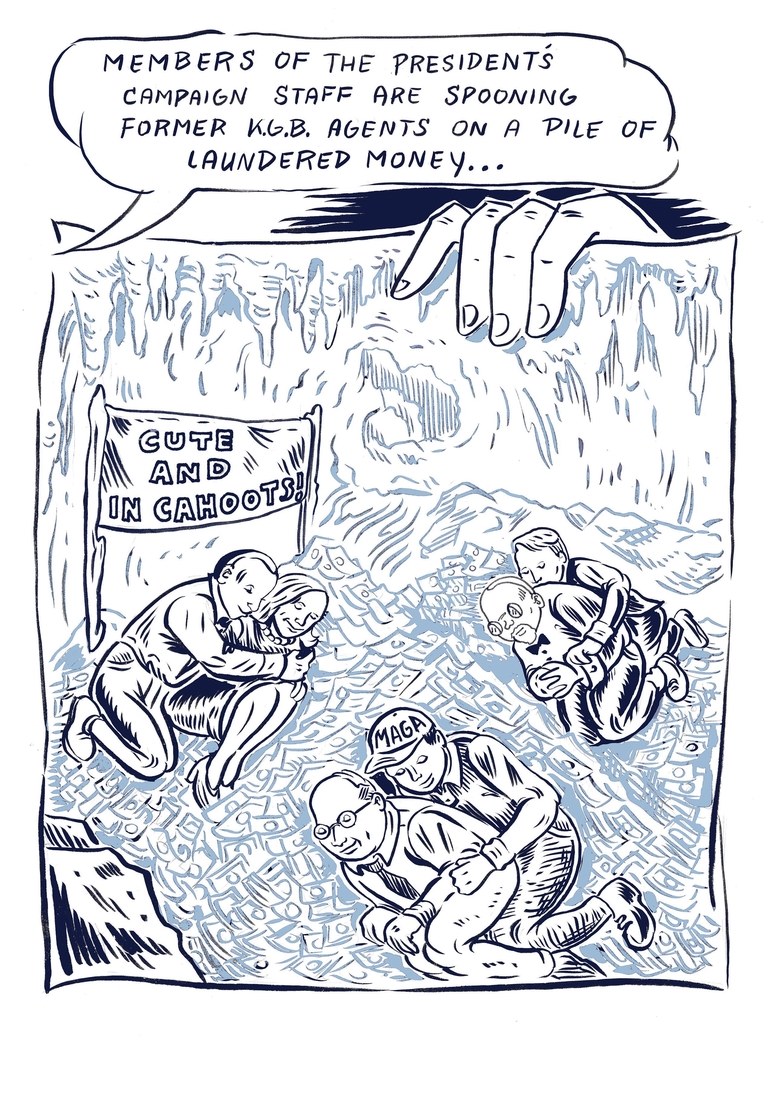 MEMBERS OF THE PRESIDENT'S
CAMPAIGN STAFF ARE SPOONING
FORMER K.G.B. AGENTS ON A PILE OF
LAUNDERED MONEY...
CUTE
AND
IN CAHOOTS!
MAGA